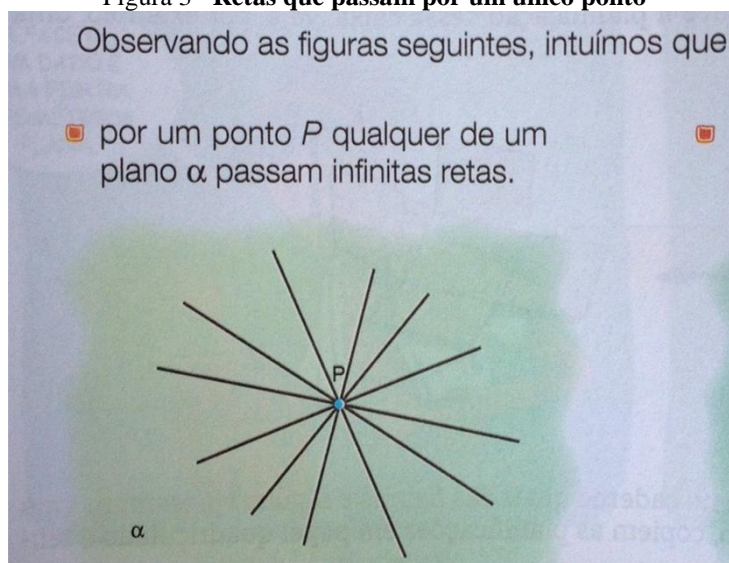 Figura 3 - Retas que passam por um único ponto
Observando as figuras seguintes, intuímos que
por um ponto P qualquer de um
plano α passam infinitas retas.
P
α